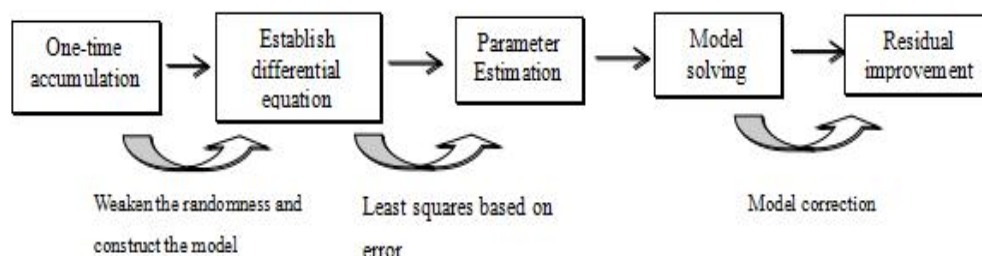 One-time
accumulation
Establish
differential
equation
Parameter
Estimation
Model
solving
Residual
improvement
Weaken the randomness and
construct the model
Least squares based on
error
Model correction